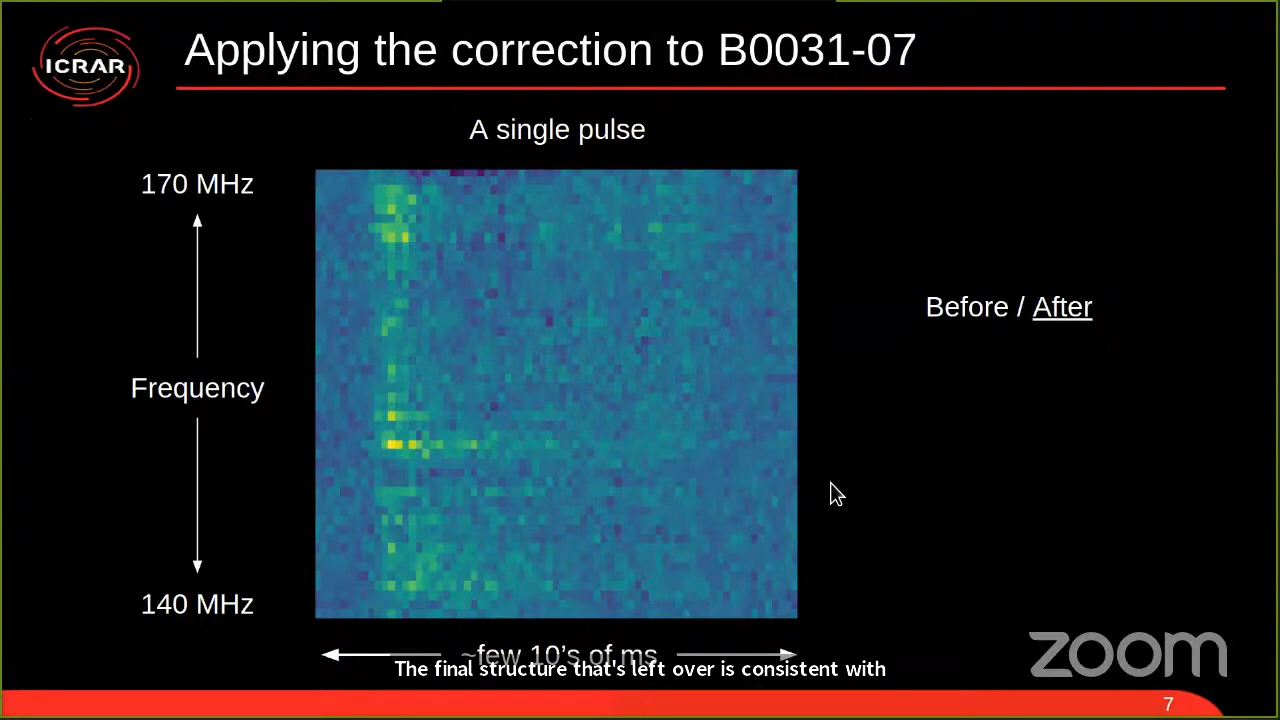 ICRAR
Applying the correction to B0031-07
A single pulse
170 MHz
Before / After
Frequency
140 MHz
~few 10's of ms
The final structure that's left over is consistent with
zoom
7